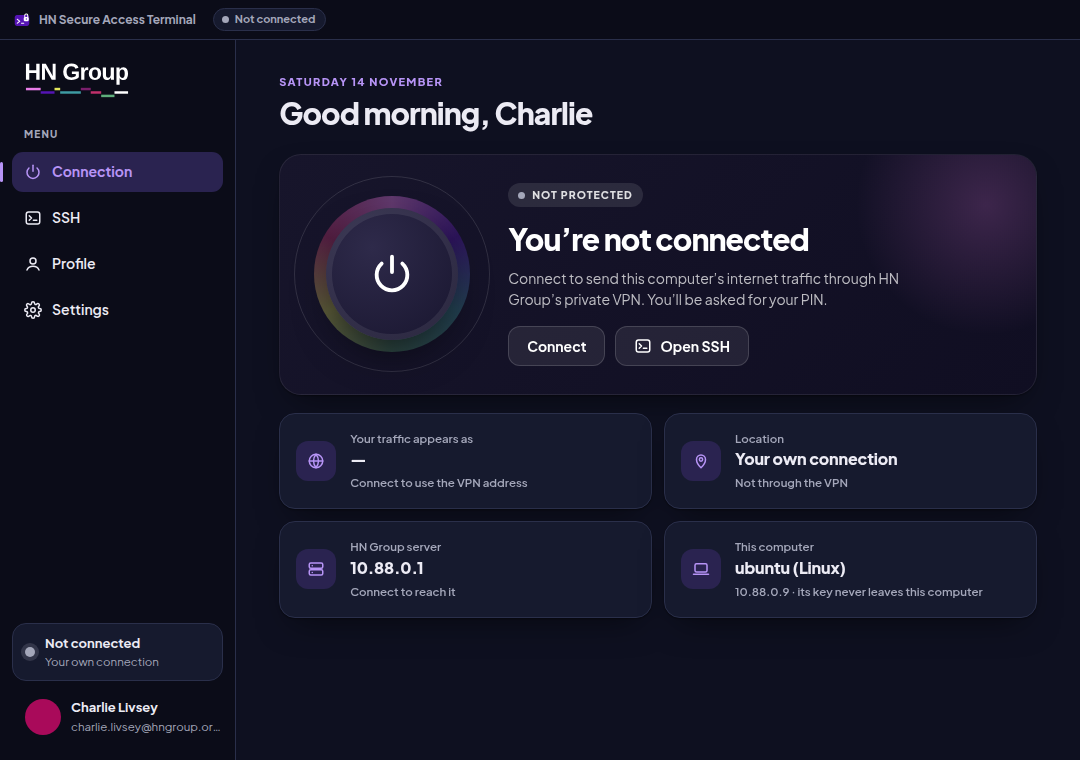 HN Secure Access Terminal
Not connected
HN Group
MENU
Connection
SSH
Profile
Settings
Not connected
Your own connection
Charlie Livsey
charlie.livsey@hngroup.or…
SATURDAY 14 NOVEMBER
Good morning, Charlie
NOT PROTECTED
You’re not connected
Connect to send this computer’s internet traffic through HN
Group’s private VPN. You’ll be asked for your PIN.
Connect
Open SSH
Your traffic appears as
—
Connect to use the VPN address
Location
Your own connection
Not through the VPN
HN Group server
10.88.0.1
Connect to reach it
This computer
ubuntu (Linux)
10.88.0.9 · its key never leaves this computer